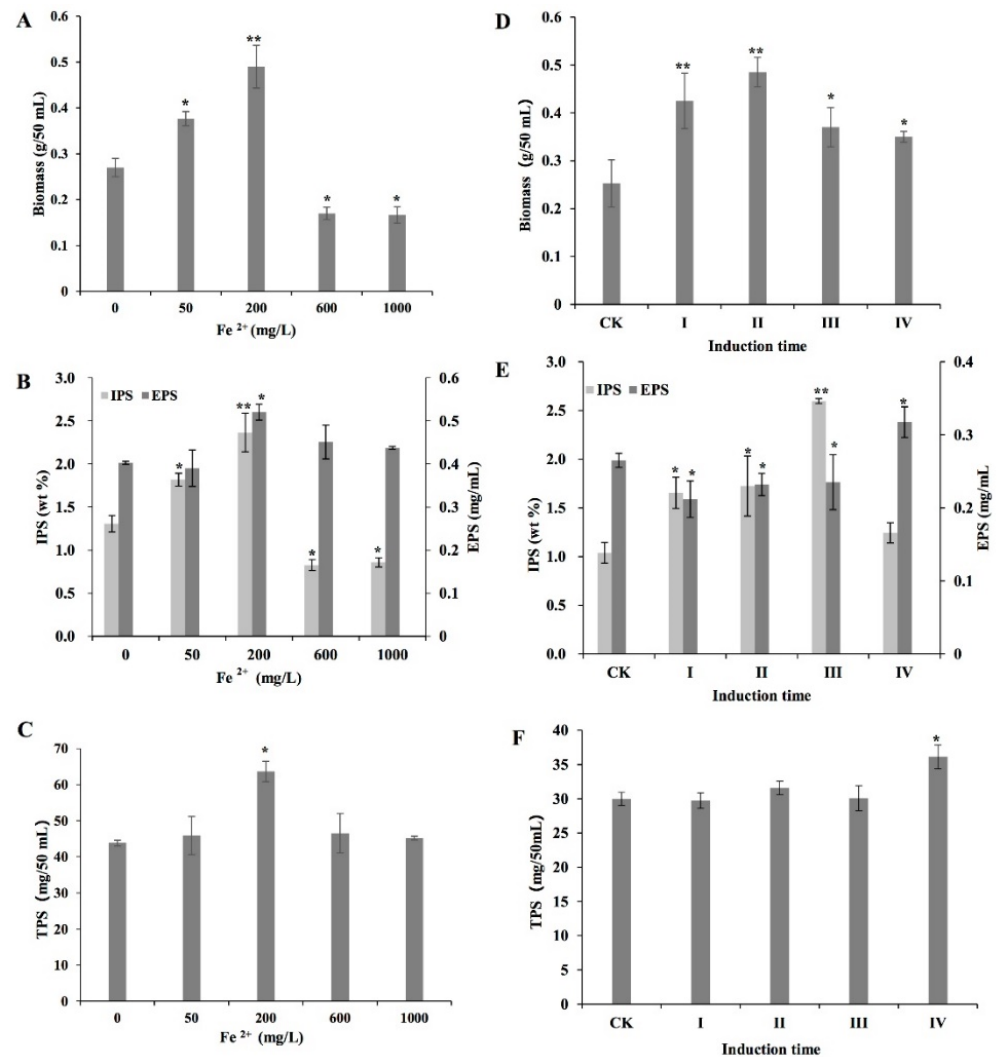 A
Biomass (g/50 mL)
0.6
0.5
0.4
0.3
0.2
0.1
0
**
*
*
*
0 50 200 600 1000
Fe 2+ (mg/L)
D
Biomass (g/50 mL)
0.6
0.5
0.4
0.3
0.2
0.1
0
**
**
*
*
CK I II III IV
Induction time
B
IPS EPS
IPS (wt %)
3.0
2.5
2.0
1.5
1.0
0.5
0.0
*
** *
*
*
0.6
0.5
0.4
0.3
0.2
0.1
0
EPS (mg/mL)
0 50 200 600 1000
Fe 2+ (mg/L)
E
IPS EPS
IPS (wt %)
3.0
2.5
2.0
1.5
1.0
0.5
0.0
* *
* *
** *
*
0.4
0.3
0.2
0.1
0
EPS (mg/mL
CK I II III IV
Induction time
C
TPS (mg/50 mL)
70
60
50
40
30
20
10
0
*
0 50 200 600 1000
Fe 2+ (mg/L)
F
TPS (mg/50mL)
40
35
30
25
20
15
10
5
0
*
CK I II III IV
Induction time